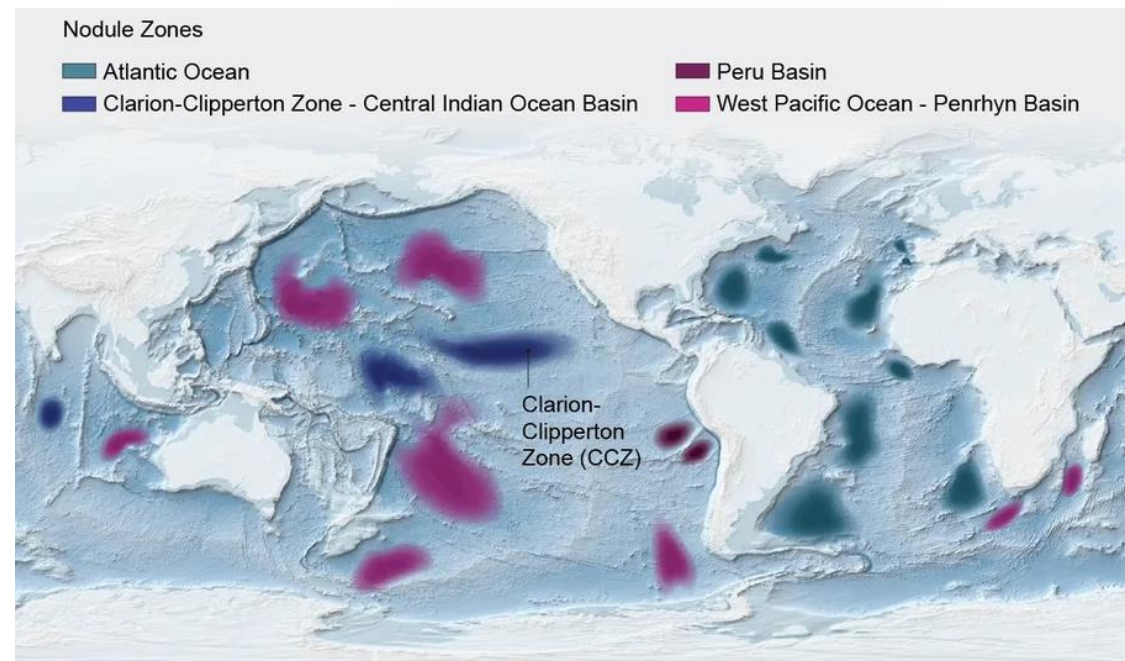 Nodule Zones
Atlantic Ocean
Clarion-Clipperton Zone - Central Indian Ocean Basin
Peru Basin
West Pacific Ocean - Penrhyn Basin
Clarion-
Clipperton
Zone (CCZ)